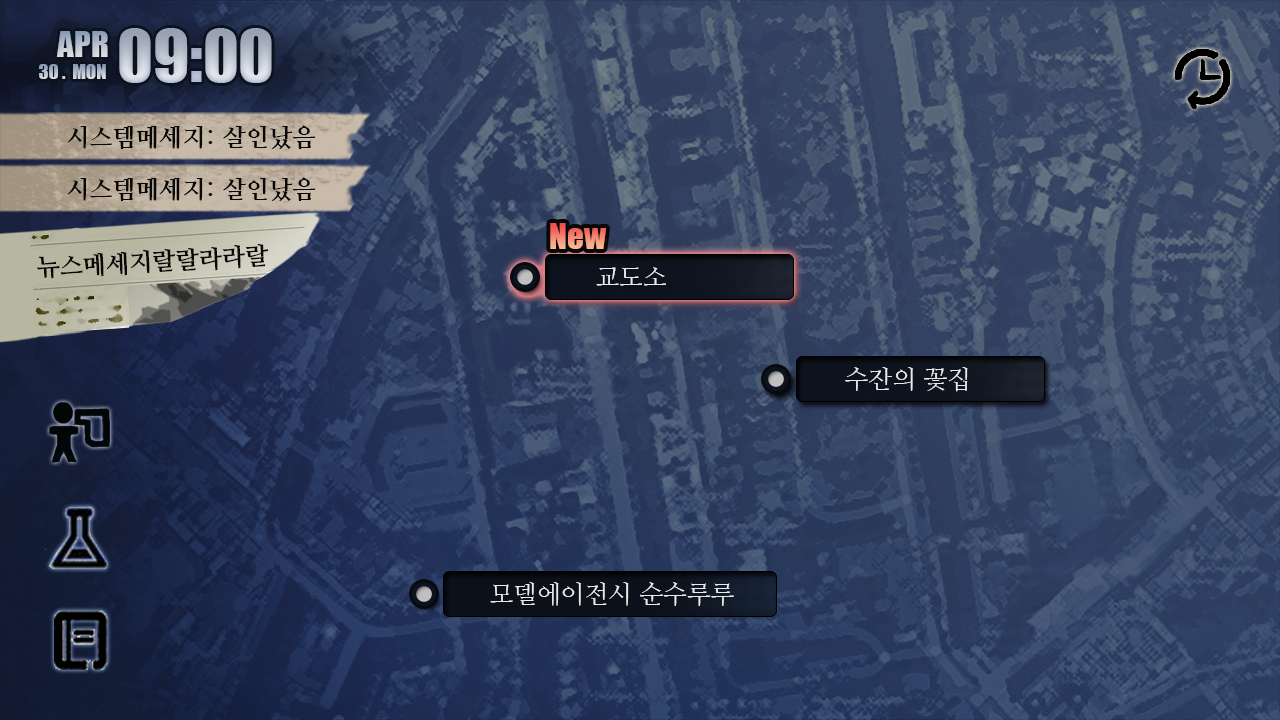 APR
30. MON
09:00
시스템메세지: 살인났음
시스템메세지: 살인났음
뉴스메세지랄랄라라랄
New
교도소
수잔의 꽃집
모델에이전시 순수루루